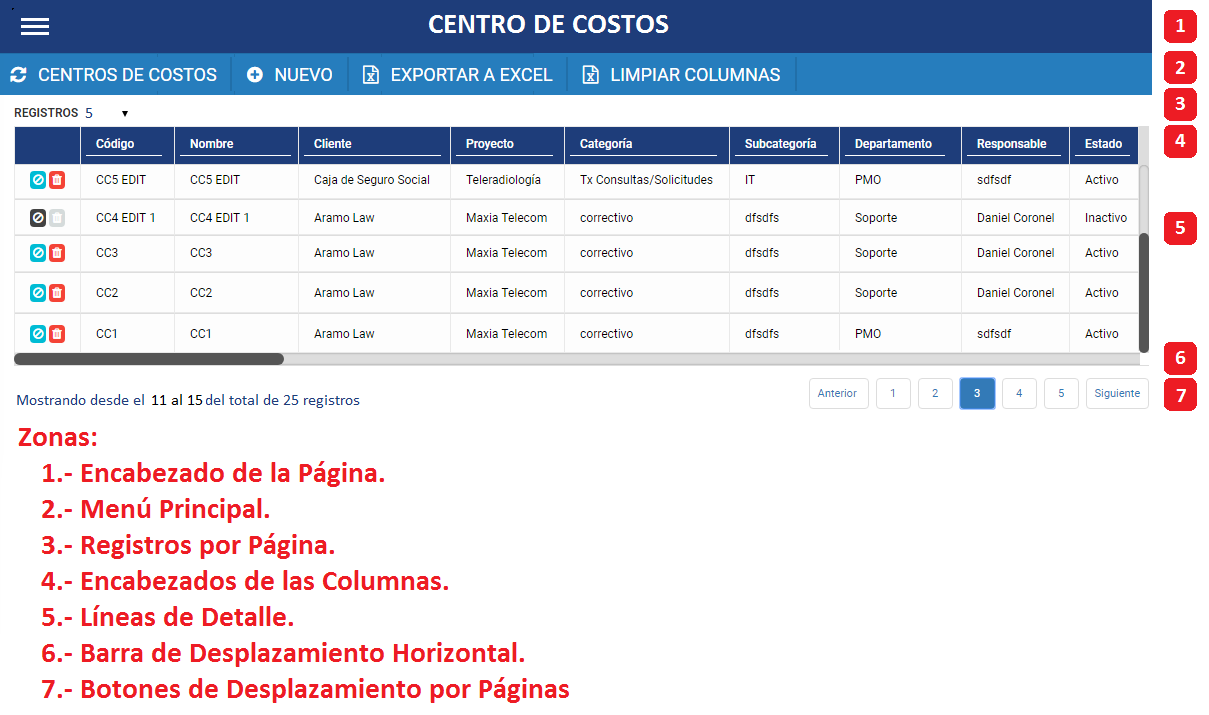 CENTRO DE COSTOS 1
CENTROS DE COSTOS NUEVO EXPORTAR A EXCEL LIMPIAR COLUMNAS 2
REGISTROS 5 3
Código Nombre Cliente Proyecto Categoría Subcategoría Departamento Responsable Estado 4
CC5 EDIT CC5 EDIT Caja de Seguro Social Teleradiología Tx Consultas/Solicitudes IT PMO sdfsdf Activo
CC4 EDIT 1 CC4 EDIT 1 Aramo Law Maxia Telecom correctivo dfsdfs Soporte Daniel Coronel Inactivo 5
CC3 CC3 Aramo Law Maxia Telecom correctivo dfsdfs Soporte Daniel Coronel Activo
CC2 CC2 Aramo Law Maxia Telecom correctivo dfsdfs Soporte Daniel Coronel Activo
CC1 CC1 Aramo Law Maxia Telecom correctivo dfsdfs PMO sdfsdf Activo
6
Mostrando desde el 11 al 15 del total de 25 registros Anterior 1 2 3 4 5 Siguiente 7
Zonas:
1.- Encabezado de la Página.
2.- Menú Principal.
3.- Registros por Página.
4.- Encabezados de las Columnas.
5.- Líneas de Detalle.
6.- Barra de Desplazamiento Horizontal.
7.- Botones de Desplazamiento por Páginas